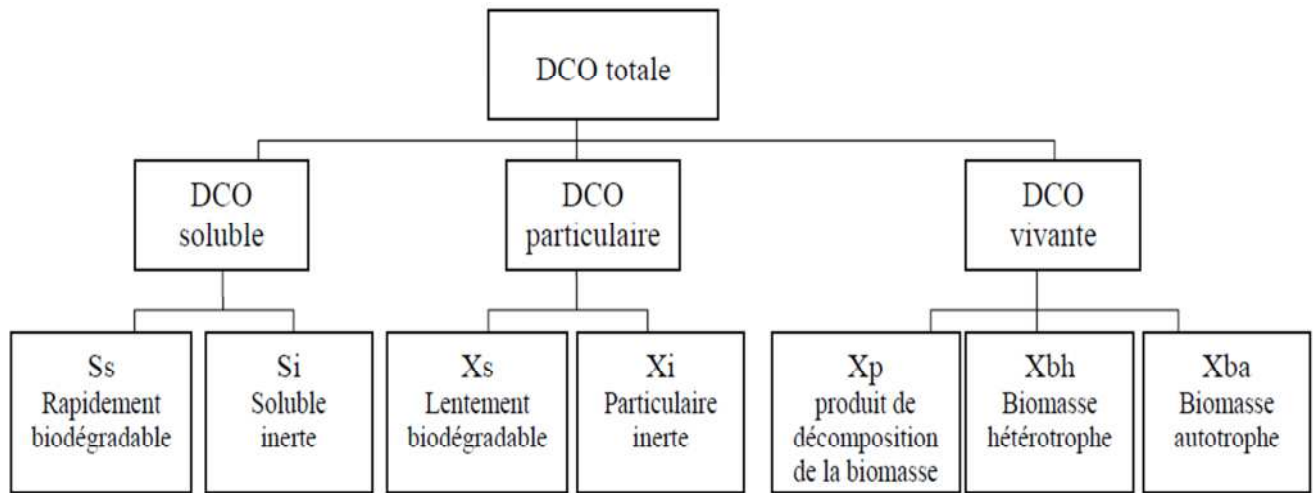 DCO totale
DCO
soluble
DCO
particulaire
DCO
vivante
Ss
Rapidement
biodégradable
Si
Soluble
inerte
Xs
Lentement
biodégradable
Xi
Particulaire
inerte
Xp
produit de
décomposition
de la biomasse
Xbh
Biomasse
hétérotrophe
Xba
Biomasse
autotrophe